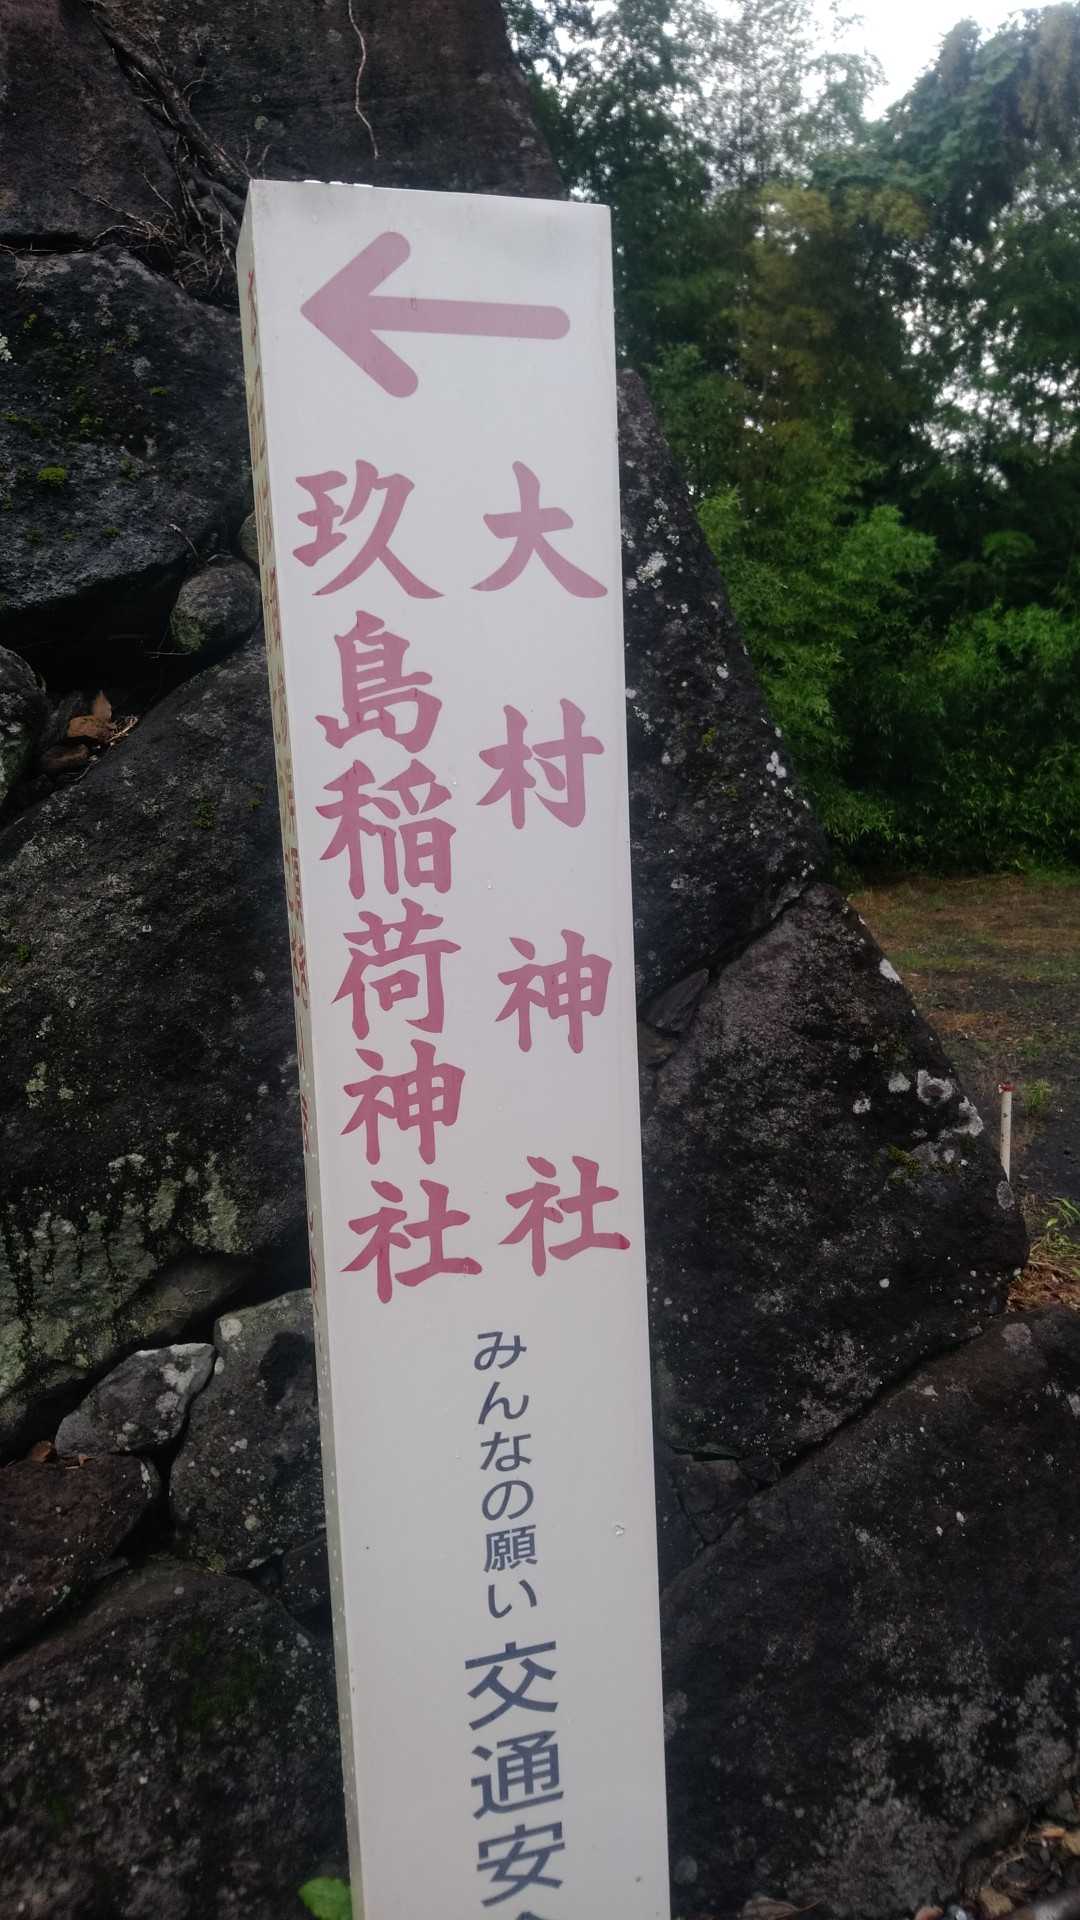 大村神社
玖島稲荷神社
みんなの願い 交通安